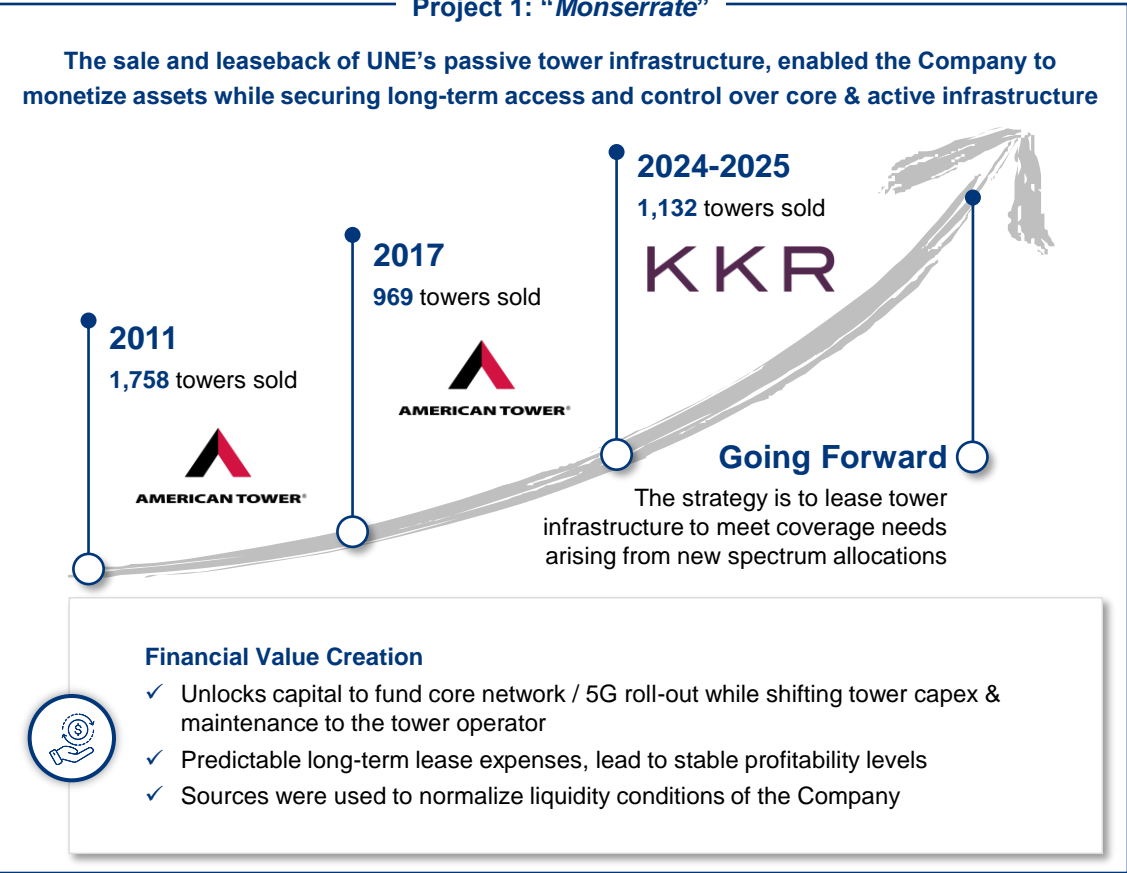 Project 1: “Monserrate”
The sale and leaseback of UNE’s passive tower infrastructure, enabled the Company to
monetize assets while securing long-term access and control over core & active infrastructure
2024-2025
1,132 towers sold
KKR
2017
969 towers sold
AMERICAN TOWER®
2011
1,758 towers sold
AMERICAN TOWER®
Going Forward
The strategy is to lease tower
infrastructure to meet coverage needs
arising from new spectrum allocations
Financial Value Creation
✓ Unlocks capital to fund core network / 5G roll-out while shifting tower capex &
maintenance to the tower operator
✓ Predictable long-term lease expenses, lead to stable profitability levels
✓ Sources were used to normalize liquidity conditions of the Company
$